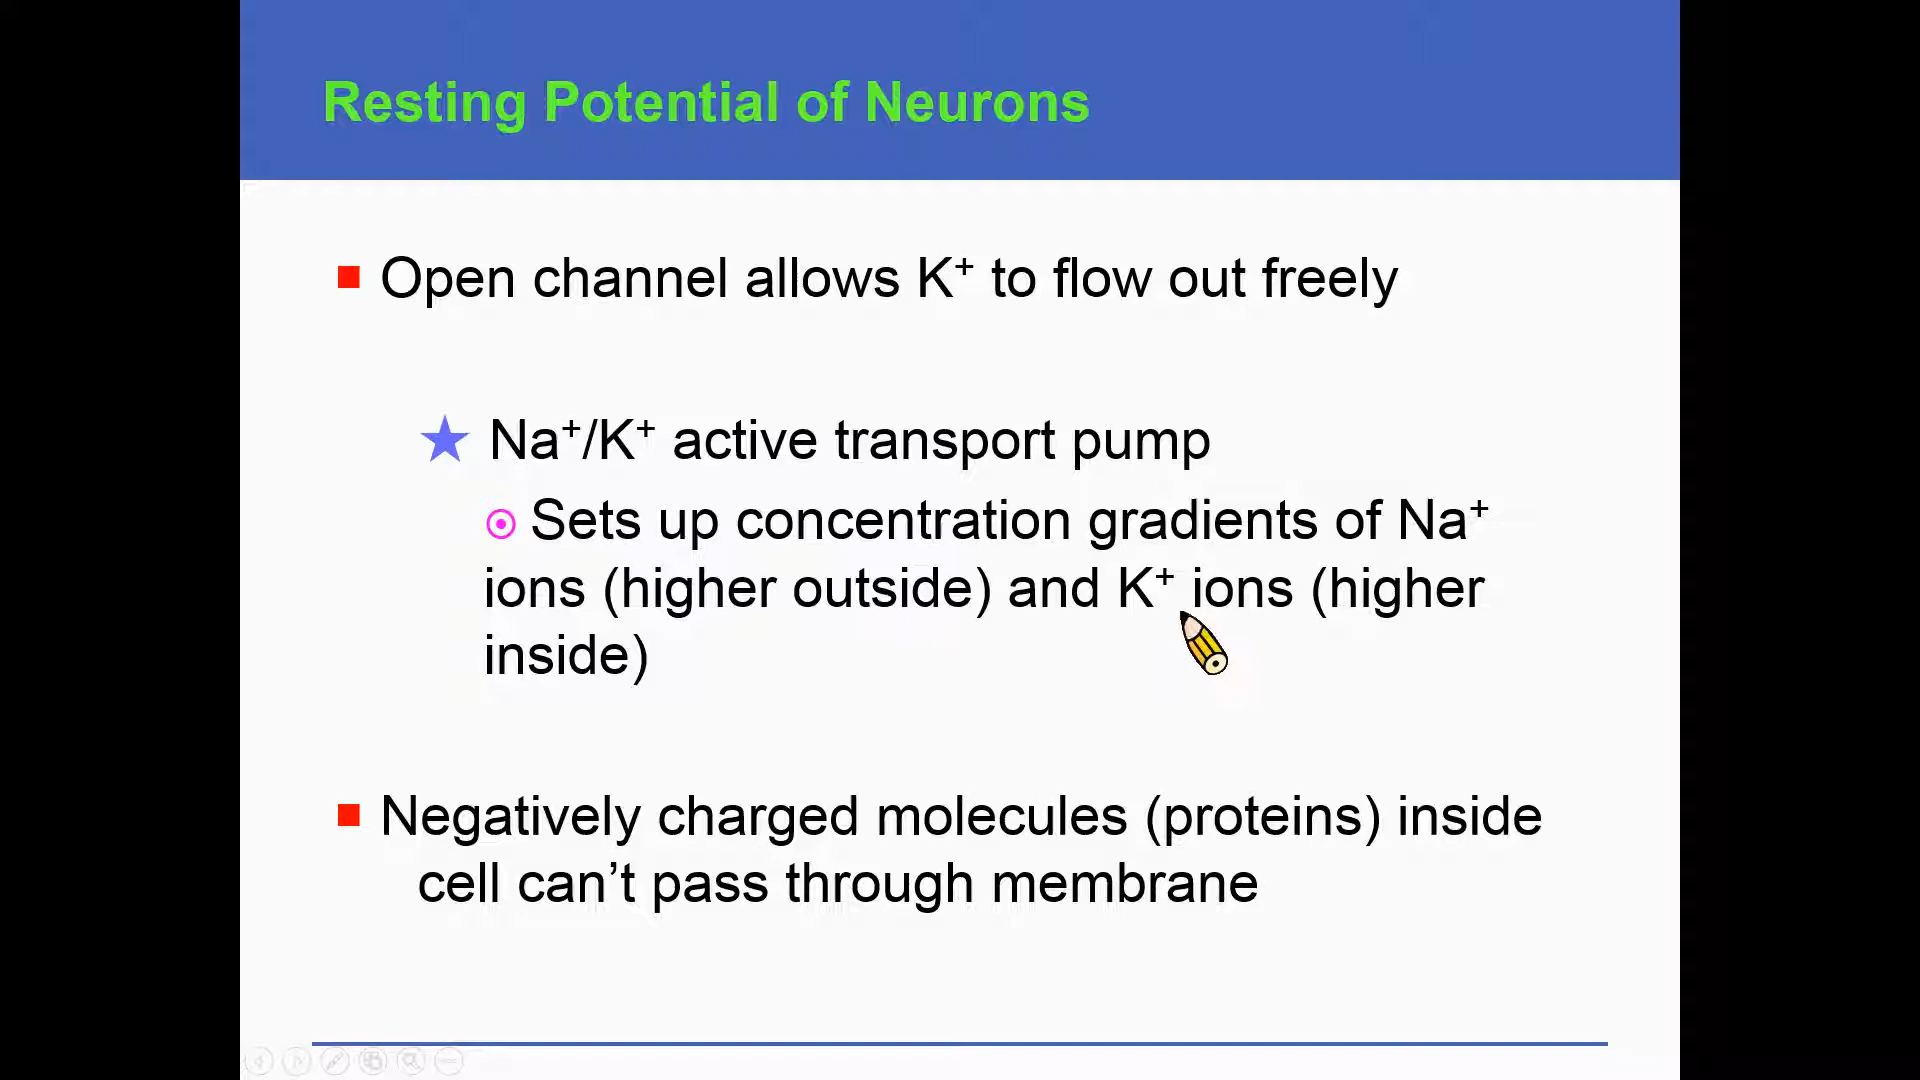 Resting Potential of Neurons
Open channel allows K⁺ to flow out freely
Na⁺/K⁺ active transport pump
Sets up concentration gradients of Na⁺
ions (higher outside) and K⁺ ions (higher
inside)
Negatively charged molecules (proteins) inside
cell can’t pass through membrane